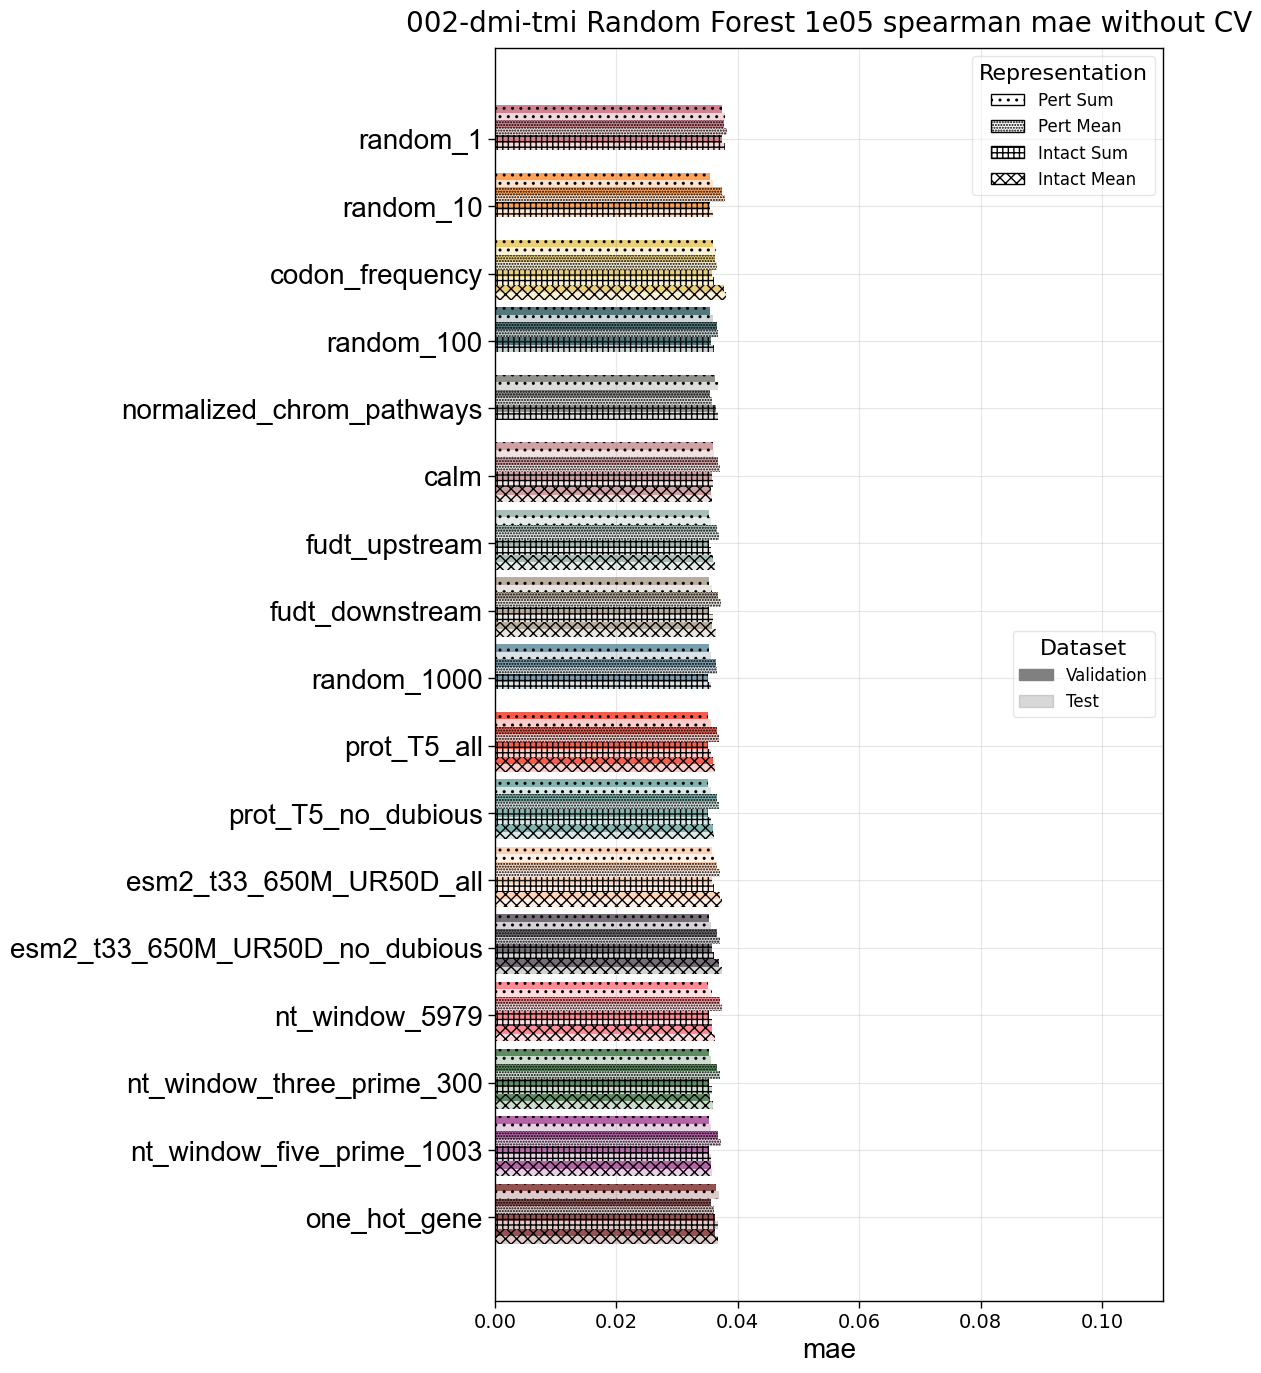 002-dmi-tmi Random Forest 1e05 spearman mae without CV
Representation
Pert Sum
Pert Mean
Intact Sum
Intact Mean
random_1
random_10
codon_frequency
random_100
normalized_chrom_pathways
calm
fudt_upstream
fudt_downstream
random_1000
prot_T5_all
prot_T5_no_dubious
esm2_t33_650M_UR50D_all
esm2_t33_650M_UR50D_no_dubious
nt_window_5979
nt_window_three_prime_300
nt_window_five_prime_1003
one_hot_gene
Dataset
Validation
Test
0.00 0.02 0.04 0.06 0.08 0.10
mae